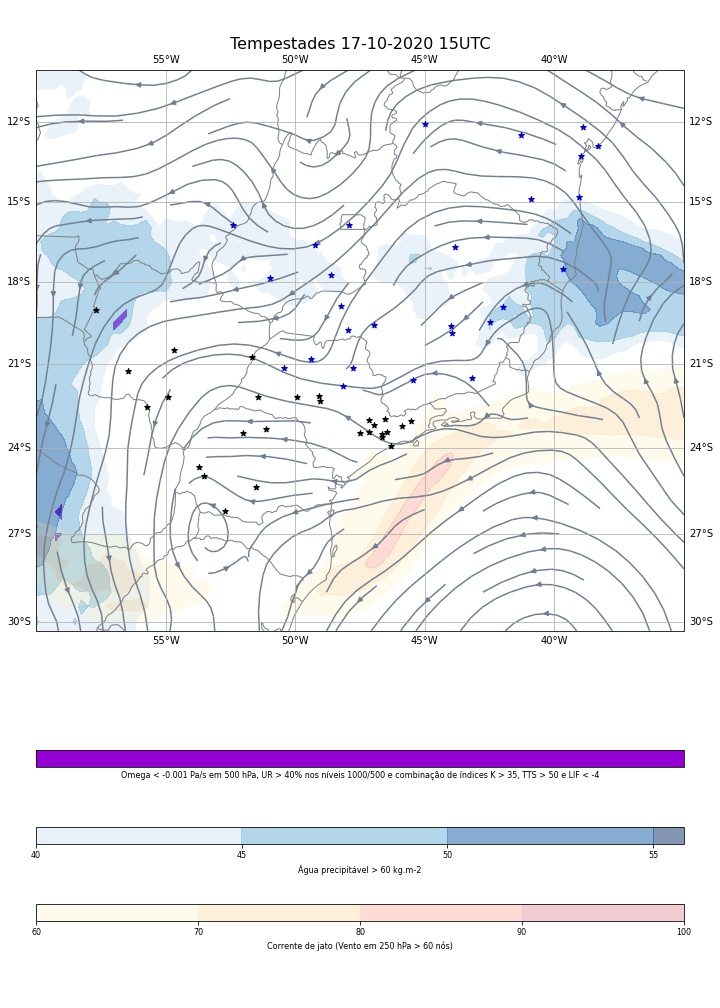 Tempestades 17-10-2020 15UTC
55°W 50°W 45°W 40°W
12°S 12°S
15°S 15°S
18°S 18°S
21°S 21°S
24°S 24°S
27°S 27°S
30°S 30°S
55°W 50°W 45°W 40°W
Omega < -0.001 Pa/s em 500 hPa, UR > 40% nos níveis 1000/500 e combinação de índices K > 35, TTS > 50 e LIF < -4
40 45 50 55
Água precipitável > 60 kg.m-2
60 70 80 90 100
Corrente de jato (Vento em 250 hPa > 60 nós)